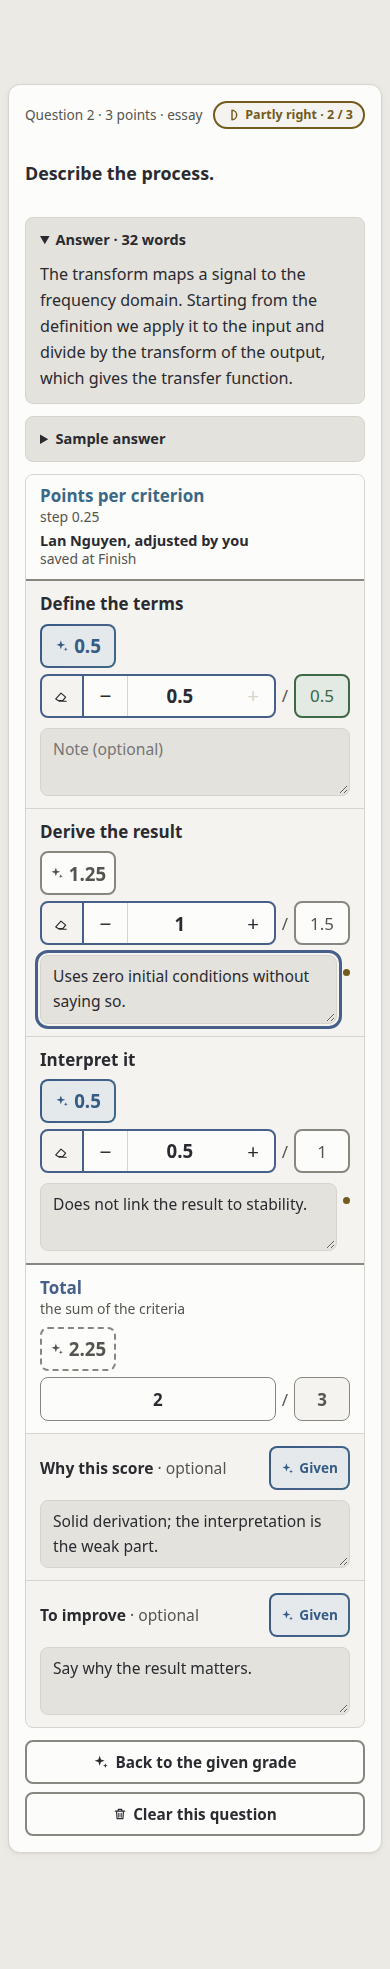 Question 2 · 3 points · essay
Partly right · 2 / 3
Describe the process.
▼ Answer · 32 words
The transform maps a signal to the
frequency domain. Starting from the
definition we apply it to the input and
divide by the transform of the output,
which gives the transfer function.
▶ Sample answer
Points per criterion
step 0.25
Lan Nguyen, adjusted by you
saved at Finish
Define the terms
0.5
− 0.5 + / 0.5
Note (optional)
Derive the result
1.25
− 1 + / 1.5
Uses zero initial conditions without
saying so.
Interpret it
0.5
− 0.5 + / 1
Does not link the result to stability.
Total
the sum of the criteria
2.25
2 / 3
Why this score · optional
Given
Solid derivation; the interpretation is
the weak part.
To improve · optional
Given
Say why the result matters.
Back to the given grade
Clear this question